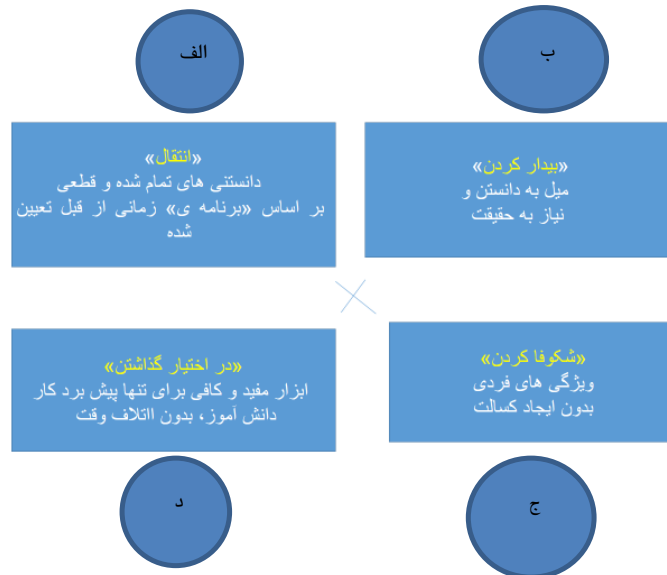 الف
ب
«انتقال»
دانستنی های تمام شده و قطعی
بر اساس «برنامه ی» زمانی از قبل تعیین
شده
«بیدار کردن»
میل به دانستن و
نیاز به حقیقت
«در اختیار گذاشتن»
ابزار مفید و کافی برای تنها پیش برد کار
دانش آموز، بدون ااتلاف وقت
«شکوفا کردن»
ویژگی های فردی
بدون ایجاد کسالت
د
ج